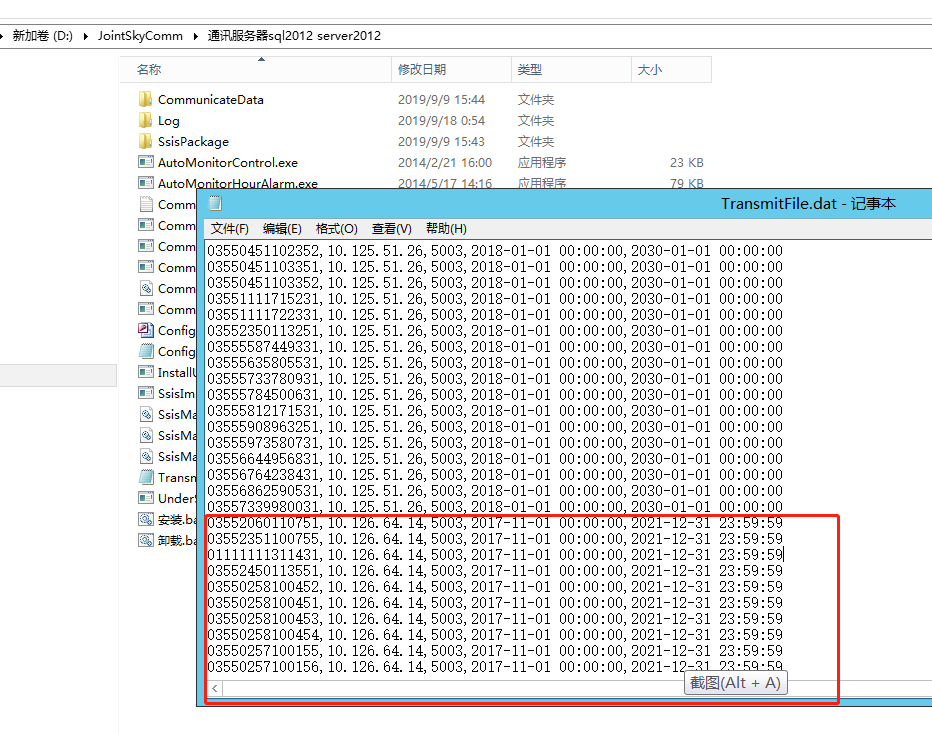 新加卷 (D:) JointSkyComm 通讯服务器sql2012 server2012
名称 修改日期 类型 大小
CommunicateData 2019/9/9 15:44 文件夹
Log 2019/9/18 0:54 文件夹
SsisPackage 2019/9/9 15:43 文件夹
AutoMonitorControl.exe 2014/2/21 16:00 应用程序 23 KB
AutoMonitorHourAlarm.exe 2014/5/17 14:16 应用程序 79 KB
Comm
Comm
Comm
Comm
Comm
Comm
Config
Config
InstallU
SsisIm
SsisMa
SsisMa
SsisMa
Transm
UnderS
安装.ba
卸载.ba
TransmitFile.dat - 记事本
文件(F) 编辑(E) 格式(O) 查看(V) 帮助(H)
03550451102352,10.125.51.26,5003,2018-01-01 00:00:00,2030-01-01 00:00:00
03550451103351,10.125.51.26,5003,2018-01-01 00:00:00,2030-01-01 00:00:00
03550451103352,10.125.51.26,5003,2018-01-01 00:00:00,2030-01-01 00:00:00
03551111715231,10.125.51.26,5003,2018-01-01 00:00:00,2030-01-01 00:00:00
03551111722331,10.125.51.26,5003,2018-01-01 00:00:00,2030-01-01 00:00:00
03552350113251,10.125.51.26,5003,2018-01-01 00:00:00,2030-01-01 00:00:00
03555587449331,10.125.51.26,5003,2018-01-01 00:00:00,2030-01-01 00:00:00
03555635805531,10.125.51.26,5003,2018-01-01 00:00:00,2030-01-01 00:00:00
03555733780931,10.125.51.26,5003,2018-01-01 00:00:00,2030-01-01 00:00:00
03555784500631,10.125.51.26,5003,2018-01-01 00:00:00,2030-01-01 00:00:00
03555812171531,10.125.51.26,5003,2018-01-01 00:00:00,2030-01-01 00:00:00
03555908963251,10.125.51.26,5003,2018-01-01 00:00:00,2030-01-01 00:00:00
03555973580731,10.125.51.26,5003,2018-01-01 00:00:00,2030-01-01 00:00:00
03556644956831,10.125.51.26,5003,2018-01-01 00:00:00,2030-01-01 00:00:00
03556764238431,10.125.51.26,5003,2018-01-01 00:00:00,2030-01-01 00:00:00
03556862590531,10.125.51.26,5003,2018-01-01 00:00:00,2030-01-01 00:00:00
03557339980031,10.125.51.26,5003,2018-01-01 00:00:00,2030-01-01 00:00:00
03552060110751,10.126.64.14,5003,2017-11-01 00:00:00,2021-12-31 23:59:59
03552351100755,10.126.64.14,5003,2017-11-01 00:00:00,2021-12-31 23:59:59
01111111311431,10.126.64.14,5003,2017-11-01 00:00:00,2021-12-31 23:59:59
03552450113551,10.126.64.14,5003,2017-11-01 00:00:00,2021-12-31 23:59:59
03550258100452,10.126.64.14,5003,2017-11-01 00:00:00,2021-12-31 23:59:59
03550258100451,10.126.64.14,5003,2017-11-01 00:00:00,2021-12-31 23:59:59
03550258100453,10.126.64.14,5003,2017-11-01 00:00:00,2021-12-31 23:59:59
03550258100454,10.126.64.14,5003,2017-11-01 00:00:00,2021-12-31 23:59:59
03550257100155,10.126.64.14,5003,2017-11-01 00:00:00,2021-12-31 23:59:59
03550257100156,10.126.64.14,5003,2017-11-01 00:00:00,2021-12-31 23:59:59
截图(Alt + A)